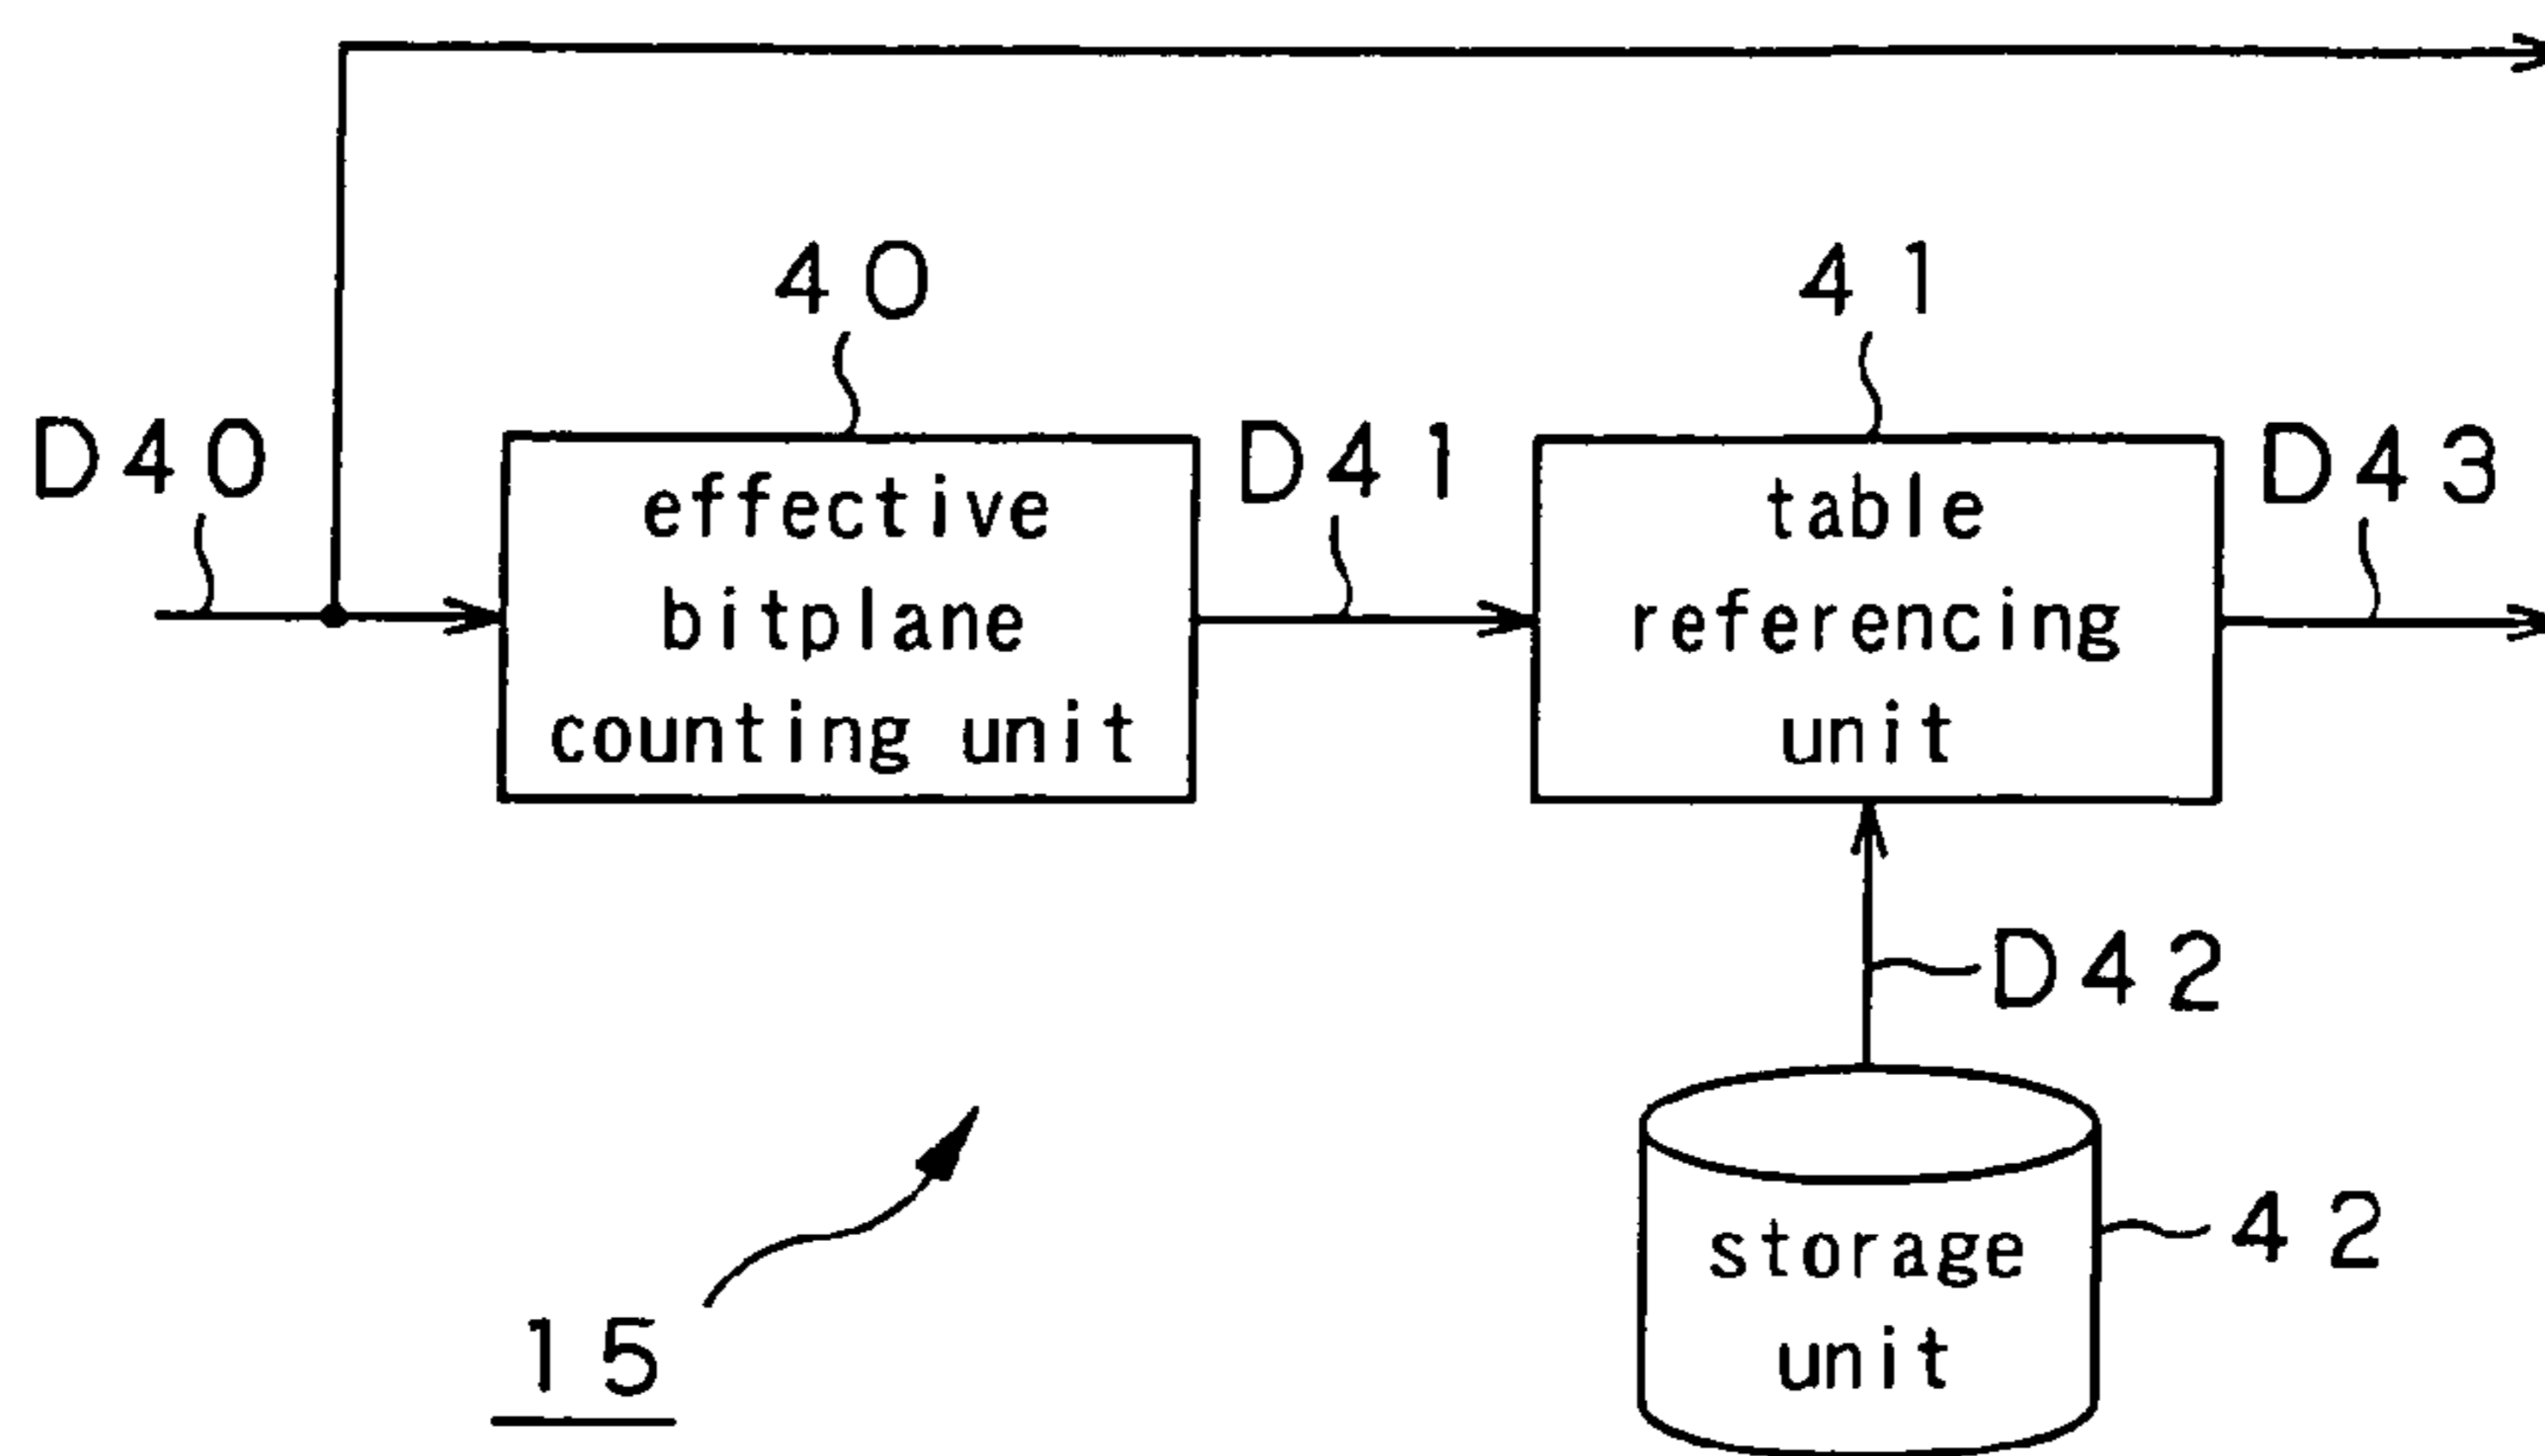 40
41
D40
effective
bitplane
counting unit
D41
table
referencing
unit
D43
D42
storage
unit
42
15